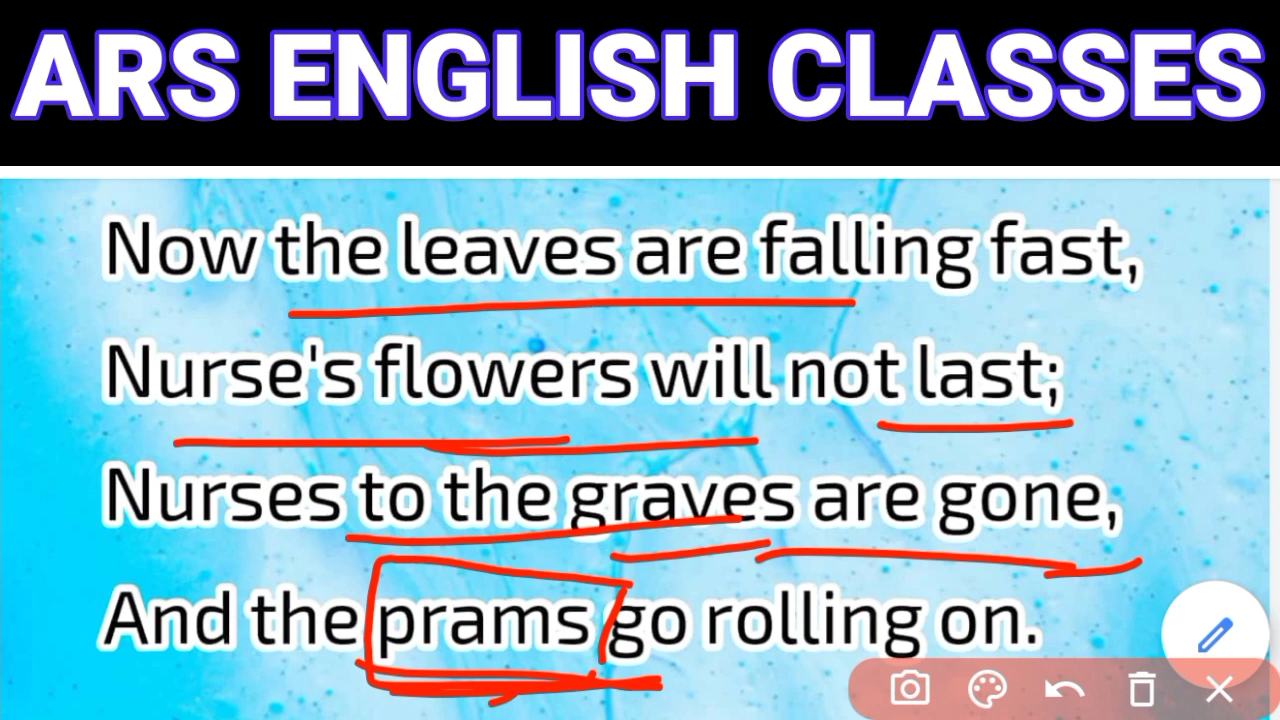 ARS ENGLISH CLASSES
Now the leaves are falling fast,
Nurse's flowers will not last;
Nurses to the graves are gone,
And the prams go rolling on.